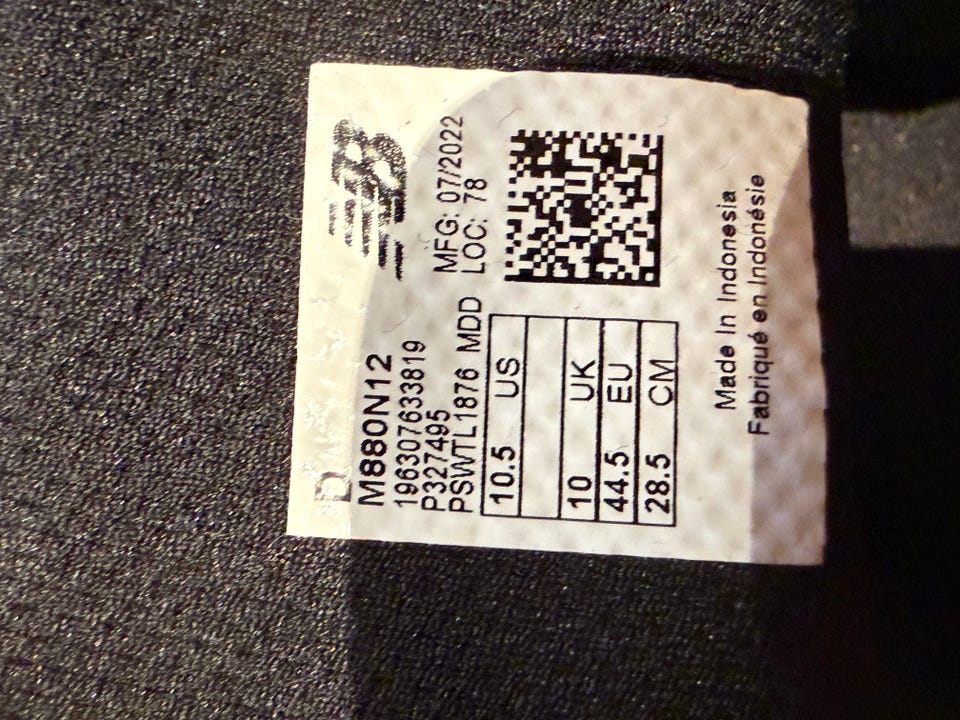 D
M880N12
196307633819
P327495
PSWTL1876 MDD
NB
MFG: 07/2022
LOC: 78
10.5 US
10 UK
44.5 EU
28.5 CM
Made In Indonesia
Fabriqué en Indonésie